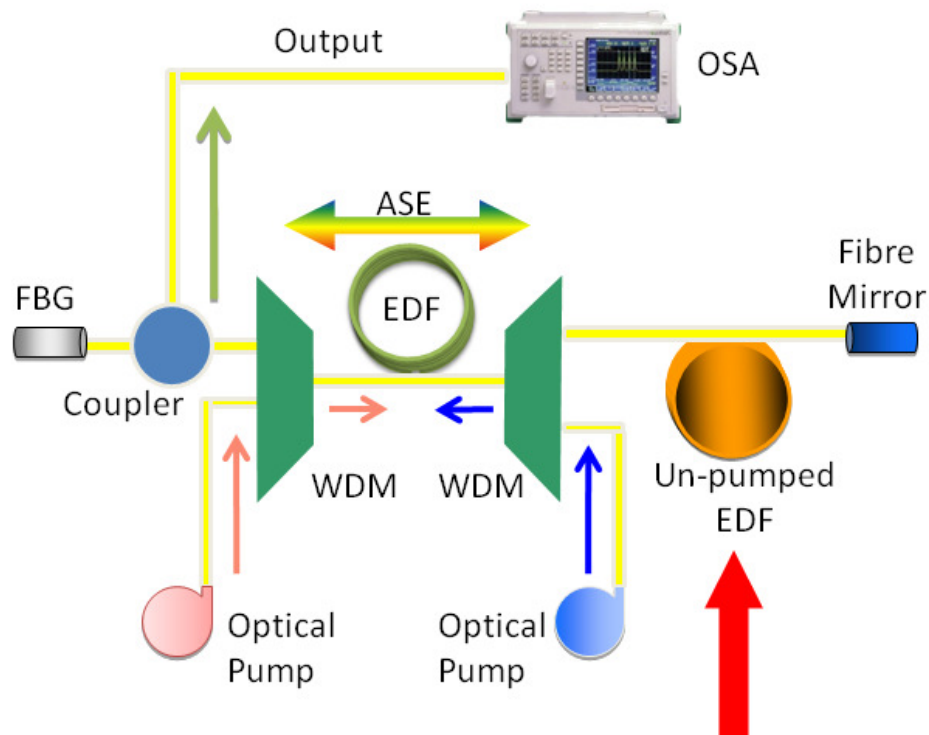 Output
OSA
ASE
EDF
FBG
Fibre
Mirror
Coupler
WDM
WDM
Un-pumped
EDF
Optical
Pump
Optical
Pump